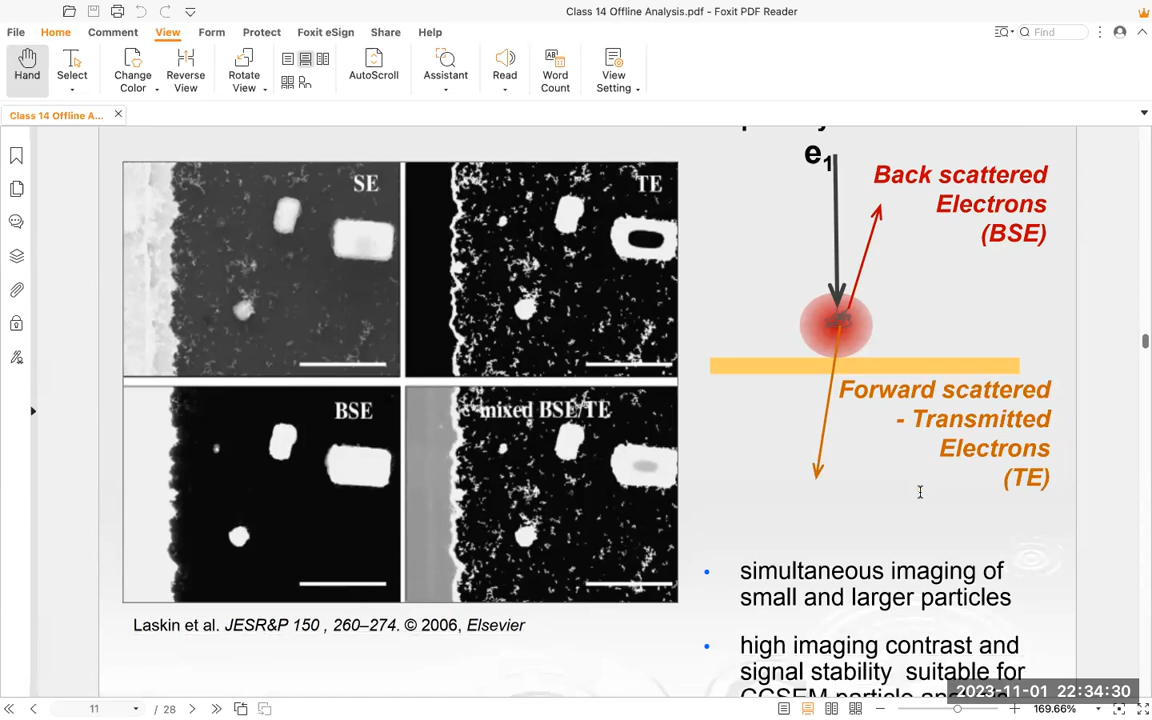 Class 14 Offline Analysis.pdf - Foxit PDF Reader
File Home Comment View Form Protect Foxit eSign Share Help
Find
Hand
Select
Change Color
Reverse View
Rotate View
AutoScroll
Assistant
Read
Word Count
View Setting
Class 14 Offline A...
SE
TE
BSE
mixed BSE/TE
Laskin et al. JESR&P 150 , 260–274. © 2006, Elsevier
e1
Back scattered
Electrons
(BSE)
Forward scattered
- Transmitted
Electrons
(TE)
• simultaneous imaging of
small and larger particles
• high imaging contrast and
signal stability suitable for
2023-11-01 22:34:30
11 / 28
169.66%